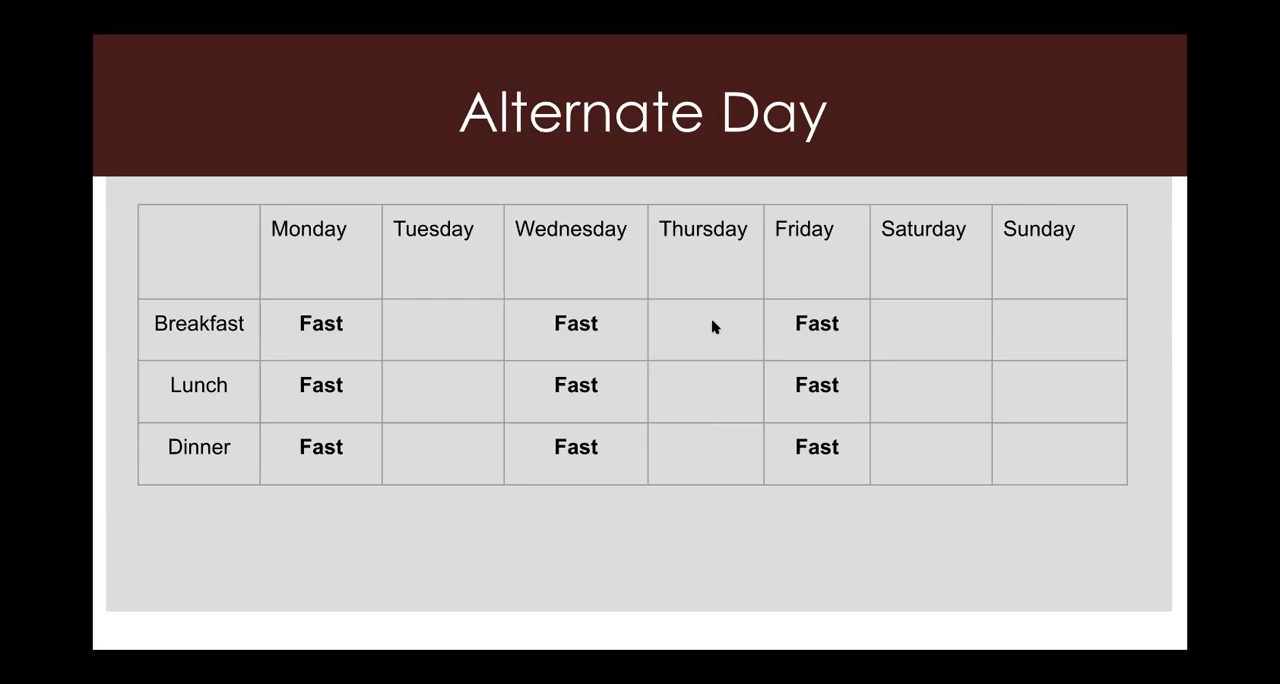 Alternate Day
Monday Tuesday Wednesday Thursday Friday Saturday Sunday
Breakfast Fast Fast Fast
Lunch Fast Fast Fast
Dinner Fast Fast Fast